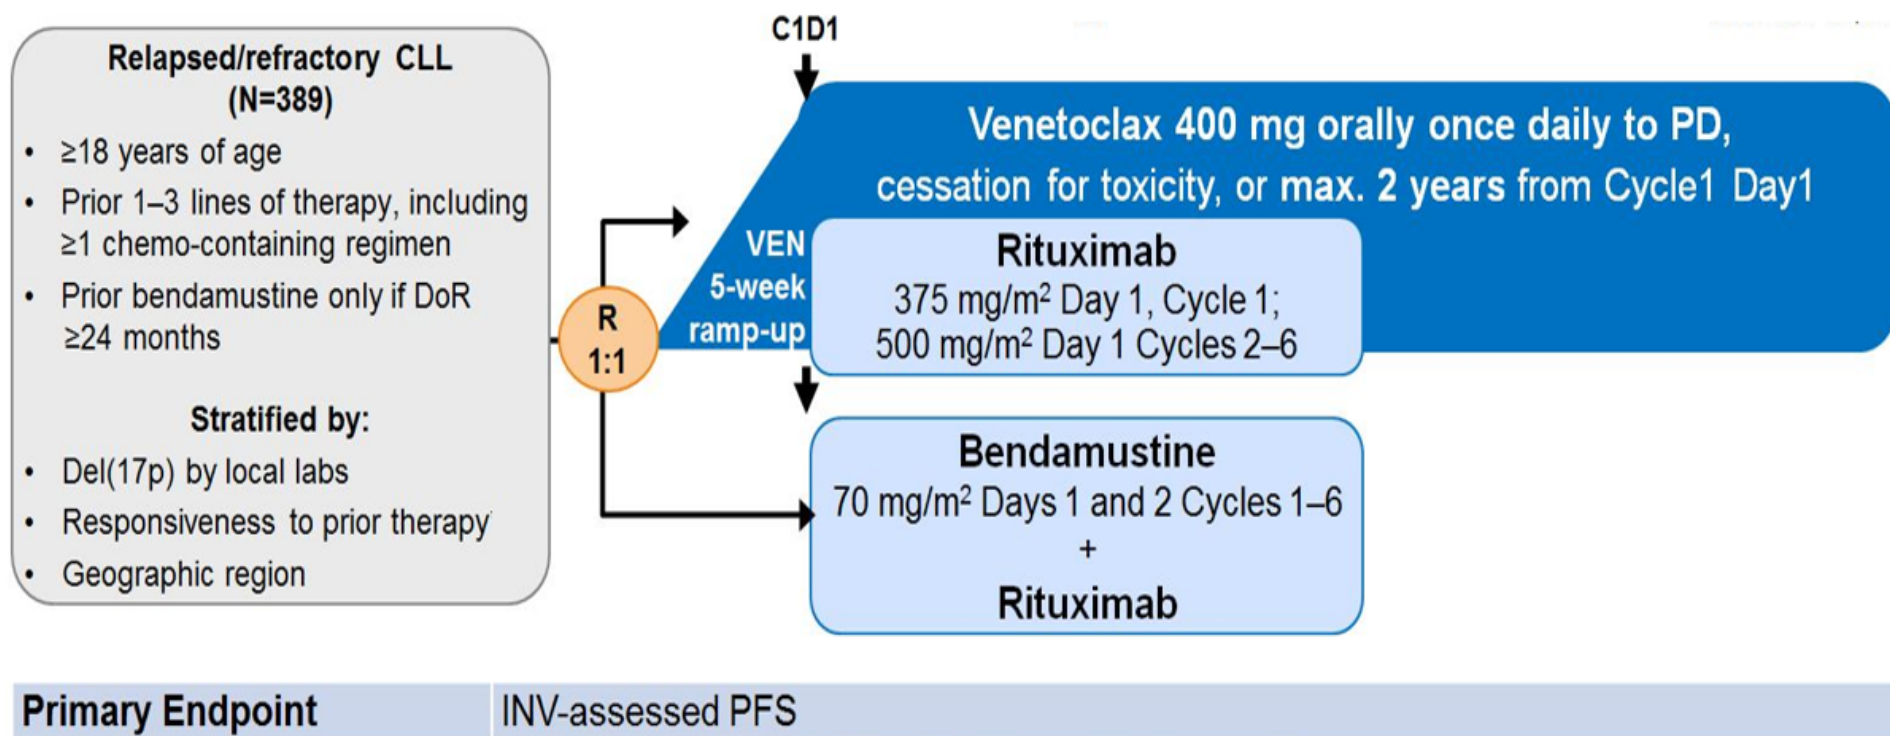 Relapsed/refractory CLL
(N=389)
• ≥18 years of age
• Prior 1–3 lines of therapy, including
≥1 chemo-containing regimen
• Prior bendamustine only if DoR
≥24 months
Stratified by:
• Del(17p) by local labs
• Responsiveness to prior therapy
• Geographic region
R
1:1
C1D1
Venetoclax 400 mg orally once daily to PD,
cessation for toxicity, or max. 2 years from Cycle1 Day1
VEN
5-week
ramp-up
Rituximab
375 mg/m² Day 1, Cycle 1;
500 mg/m² Day 1 Cycles 2–6
Bendamustine
70 mg/m² Days 1 and 2 Cycles 1–6
+
Rituximab
Primary Endpoint INV-assessed PFS